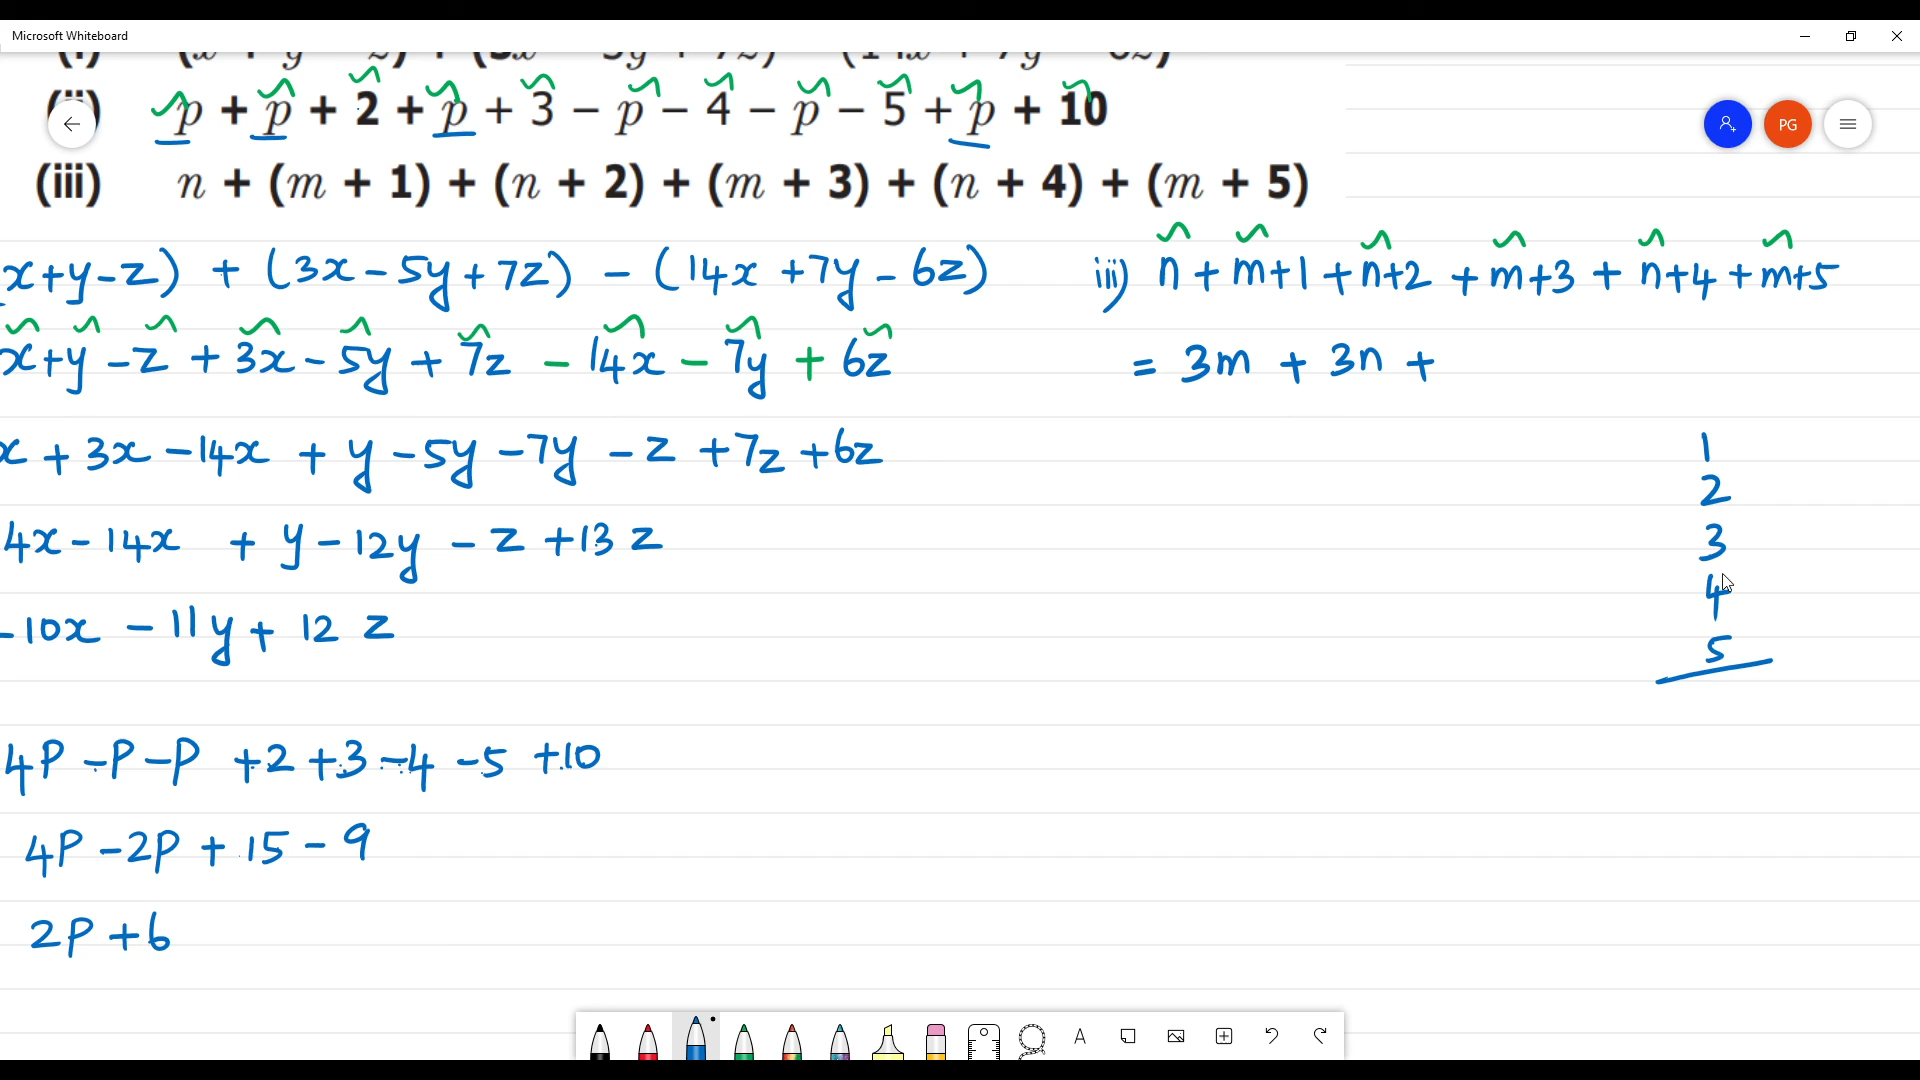 Microsoft Whiteboard
(ii) p + p + 2 + p + 3 − p − 4 − p − 5 + p + 10
PG
(iii) n + (m + 1) + (n + 2) + (m + 3) + (n + 4) + (m + 5)
x+y-z) + (3x-5y+7z) - (14x+7y-6z)
iii) n+m+1+n+2+m+3+n+4+m+5
x+y-z+3x-5y+7z-14x-7y+6z
= 3m + 3n +
x+3x-14x+y-5y-7y-z+7z+6z
1
2
3
4
5
4x-14x+y-12y-z+13z
-10x-11y+12z
4P-P-P+2+3-4-5+10
4P-2P+15-9
2P+6
A